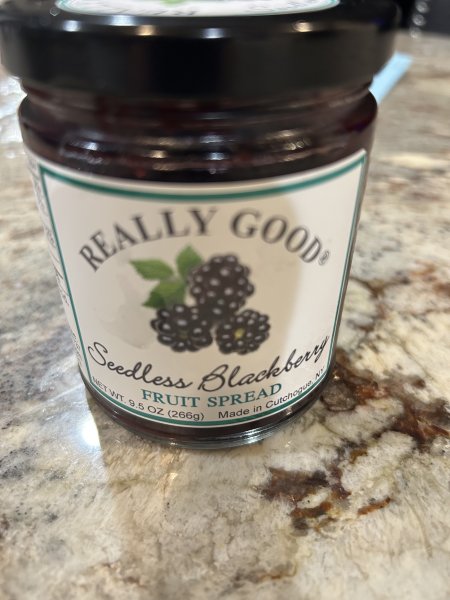 REALLY GOOD®
Seedless Blackberry
FRUIT SPREAD
NET WT. 9.5 OZ (266g) Made in Cutchogue, NY